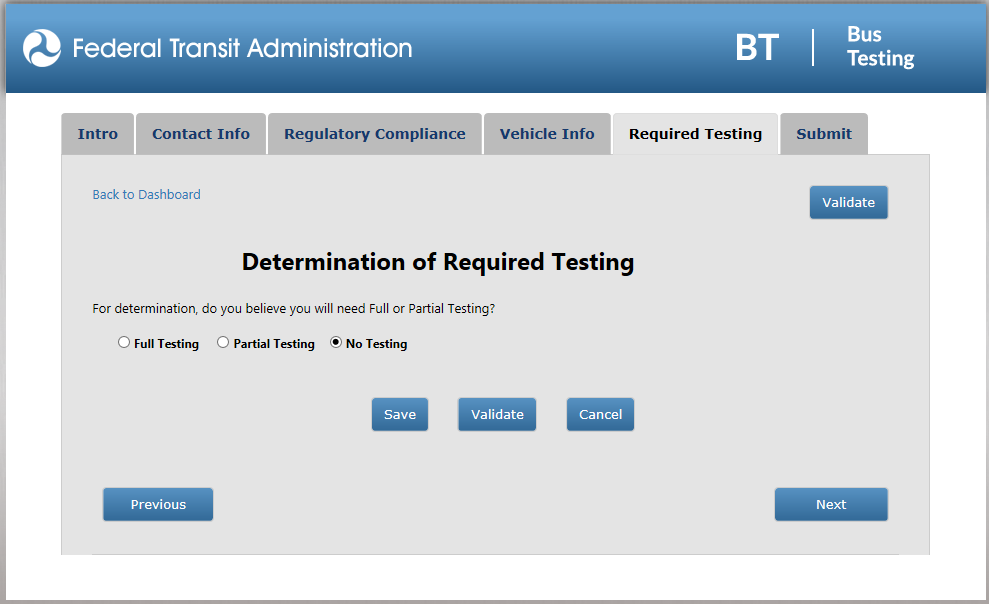 Federal Transit Administration
BT
Bus
Testing
Intro
Contact Info
Regulatory Compliance
Vehicle Info
Required Testing
Submit
Back to Dashboard
Validate
Determination of Required Testing
For determination, do you believe you will need Full or Partial Testing?
Full Testing
Partial Testing
No Testing
Save
Validate
Cancel
Previous
Next